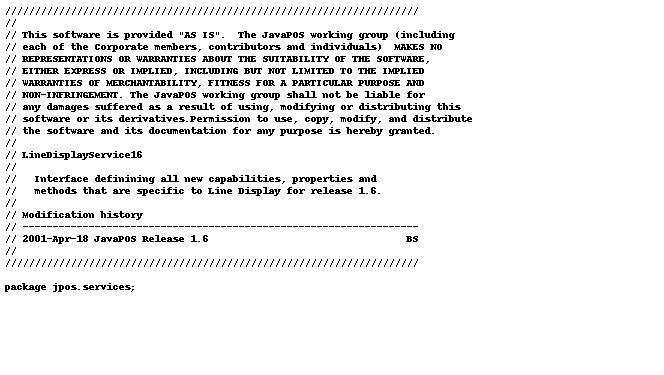 //////////////////////////////////////////////////////////////////////
//
// This software is provided "AS IS".  The JavaPOS working group (including
// each of the Corporate members, contributors and individuals)  MAKES NO
// REPRESENTATIONS OR WARRANTIES ABOUT THE SUITABILITY OF THE SOFTWARE,
// EITHER EXPRESS OR IMPLIED, INCLUDING BUT NOT LIMITED TO THE IMPLIED
// WARRANTIES OF MERCHANTABILITY, FITNESS FOR A PARTICULAR PURPOSE AND
// NON-INFRINGEMENT. The JavaPOS working group shall not be liable for
// any damages suffered as a result of using, modifying or distributing this
// software or its derivatives.Permission to use, copy, modify, and distribute
// the software and its documentation for any purpose is hereby granted.
//
// LineDisplayService16
//
//   Interface definining all new capabilities, properties and
//   methods that are specific to Line Display for release 1.6.
//
// Modification history
// ------------------------------------------------------------------
// 2001-Apr-18 JavaPOS Release 1.6                                 BS
//
//////////////////////////////////////////////////////////////////////
package jpos.services;